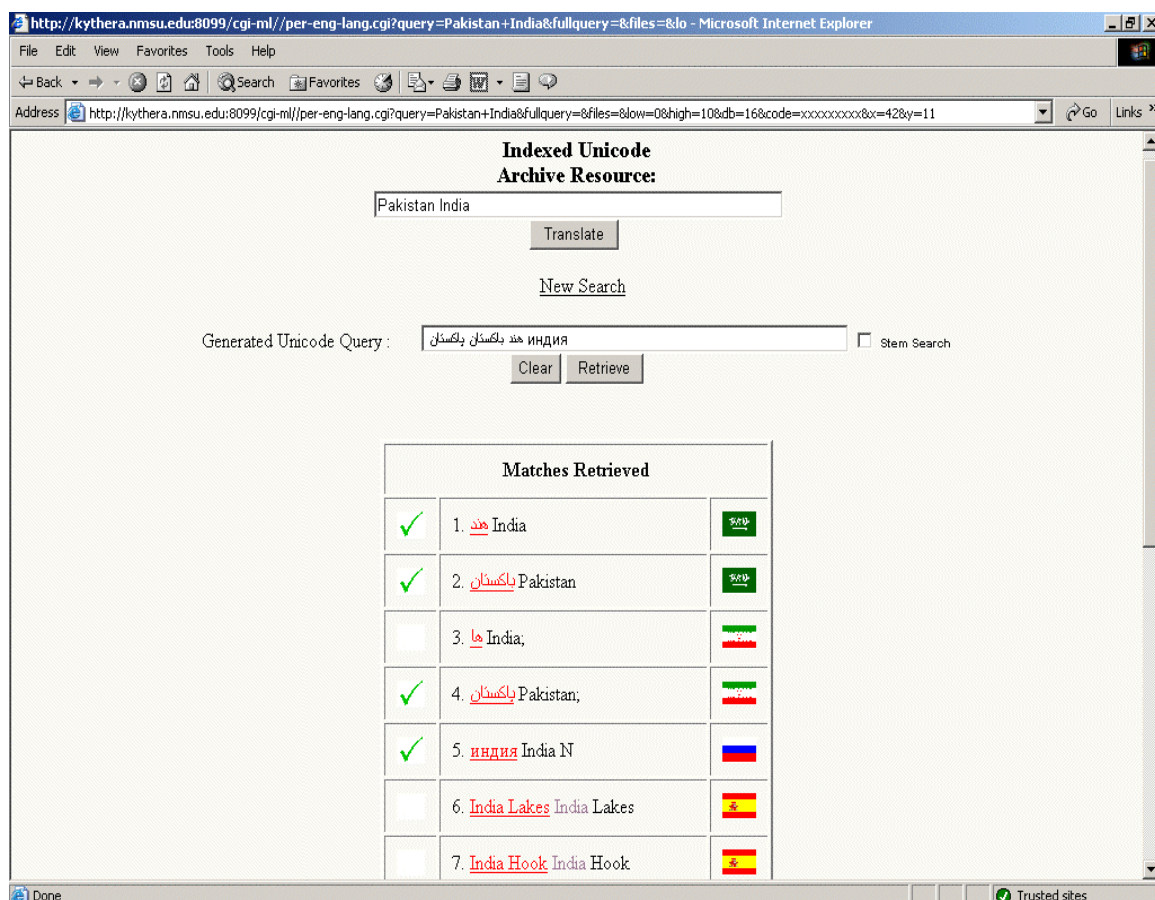 http://kythera.nmsu.edu:8099/cgi-ml//per-eng-lang.cgi?query=Pakistan+India&fullquery=&files=&lo - Microsoft Internet Explorer
File Edit View Favorites Tools Help
Back Search Favorites
Address http://kythera.nmsu.edu:8099/cgi-ml//per-eng-lang.cgi?query=Pakistan+India&fullquery=&files=&low=0&high=10&db=16&code=xxxxxxxxx&x=42&y=11 Go Links »
Indexed Unicode
Archive Resource:
Pakistan India
Translate
New Search
Generated Unicode Query : هند باكستان پاکستان индия Stem Search
Clear Retrieve
Matches Retrieved
1. هند India
2. باكستان Pakistan
3. ها India;
4. پاکستان Pakistan;
5. индия India N
6. India Lakes India Lakes
7. India Hook India Hook
Done Trusted sites